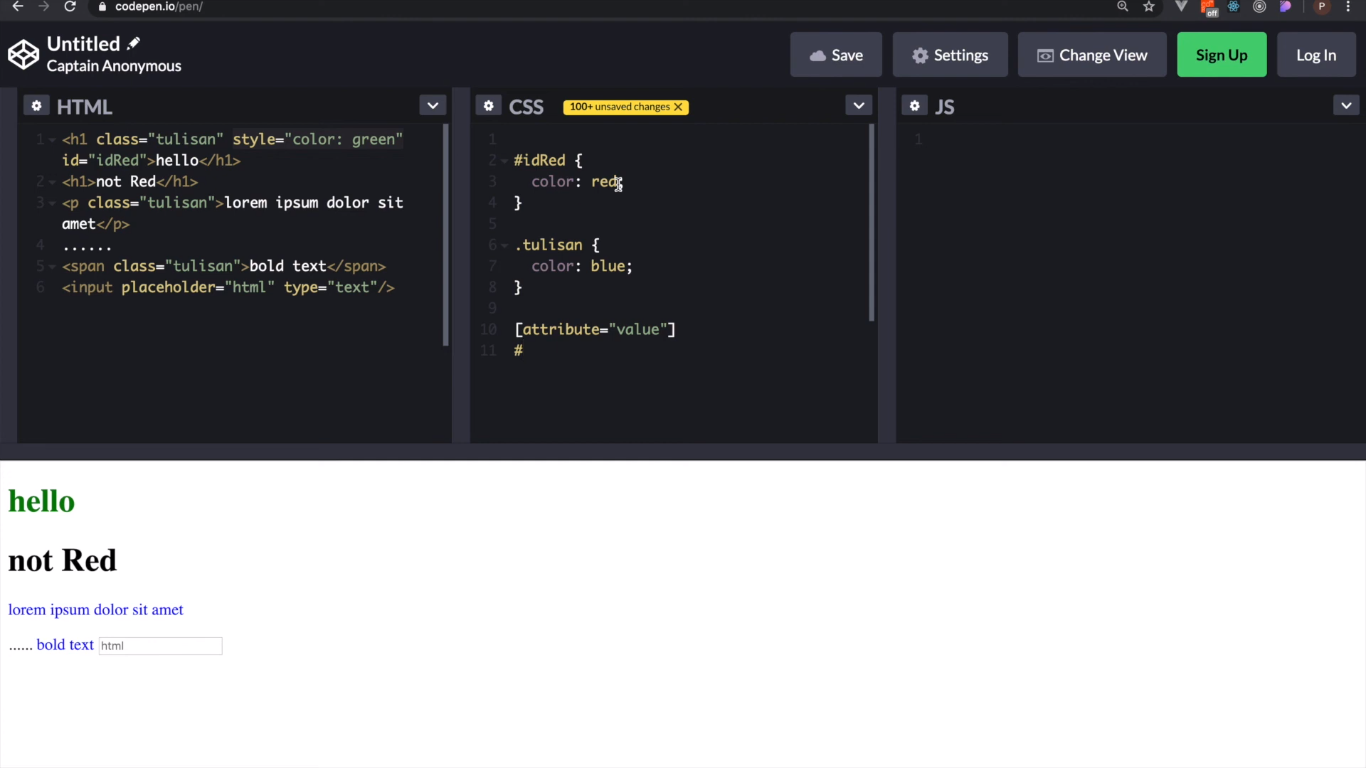 codepen.io/pen/
off
P
Untitled
Captain Anonymous
Save
Settings
Change View
Sign Up
Log In
HTML
1 <h1 class="tulisan" style="color: green"
id="idRed">hello</h1>
2 <h1>not Red</h1>
3 <p class="tulisan">lorem ipsum dolor sit
amet</p>
4 ......
5 <span class="tulisan">bold text</span>
6 <input placeholder="html" type="text"/>
CSS
100+ unsaved changes X
1
2 #idRed {
3 color: red;
4 }
5
6 .tulisan {
7 color: blue;
8 }
9
10 [attribute="value"]
11 #
JS
1
hello
not Red
lorem ipsum dolor sit amet
...... bold text html